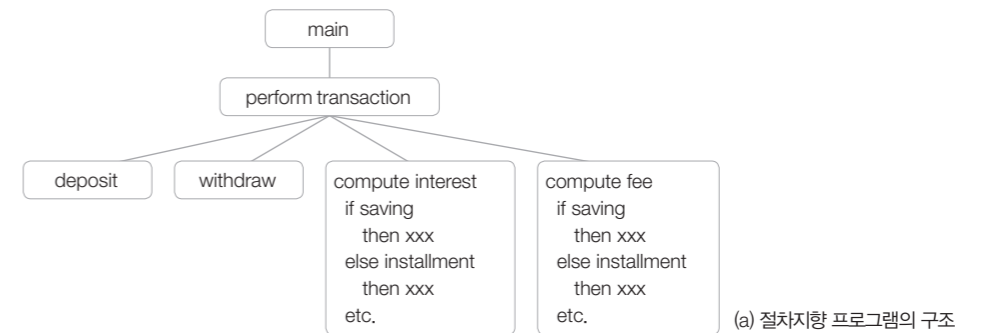 main
perform transaction
deposit
withdraw
compute interest
if saving
then xxx
else installment
then xxx
etc.
compute fee
if saving
then xxx
else installment
then xxx
etc.
(a) 절차지향 프로그램의 구조